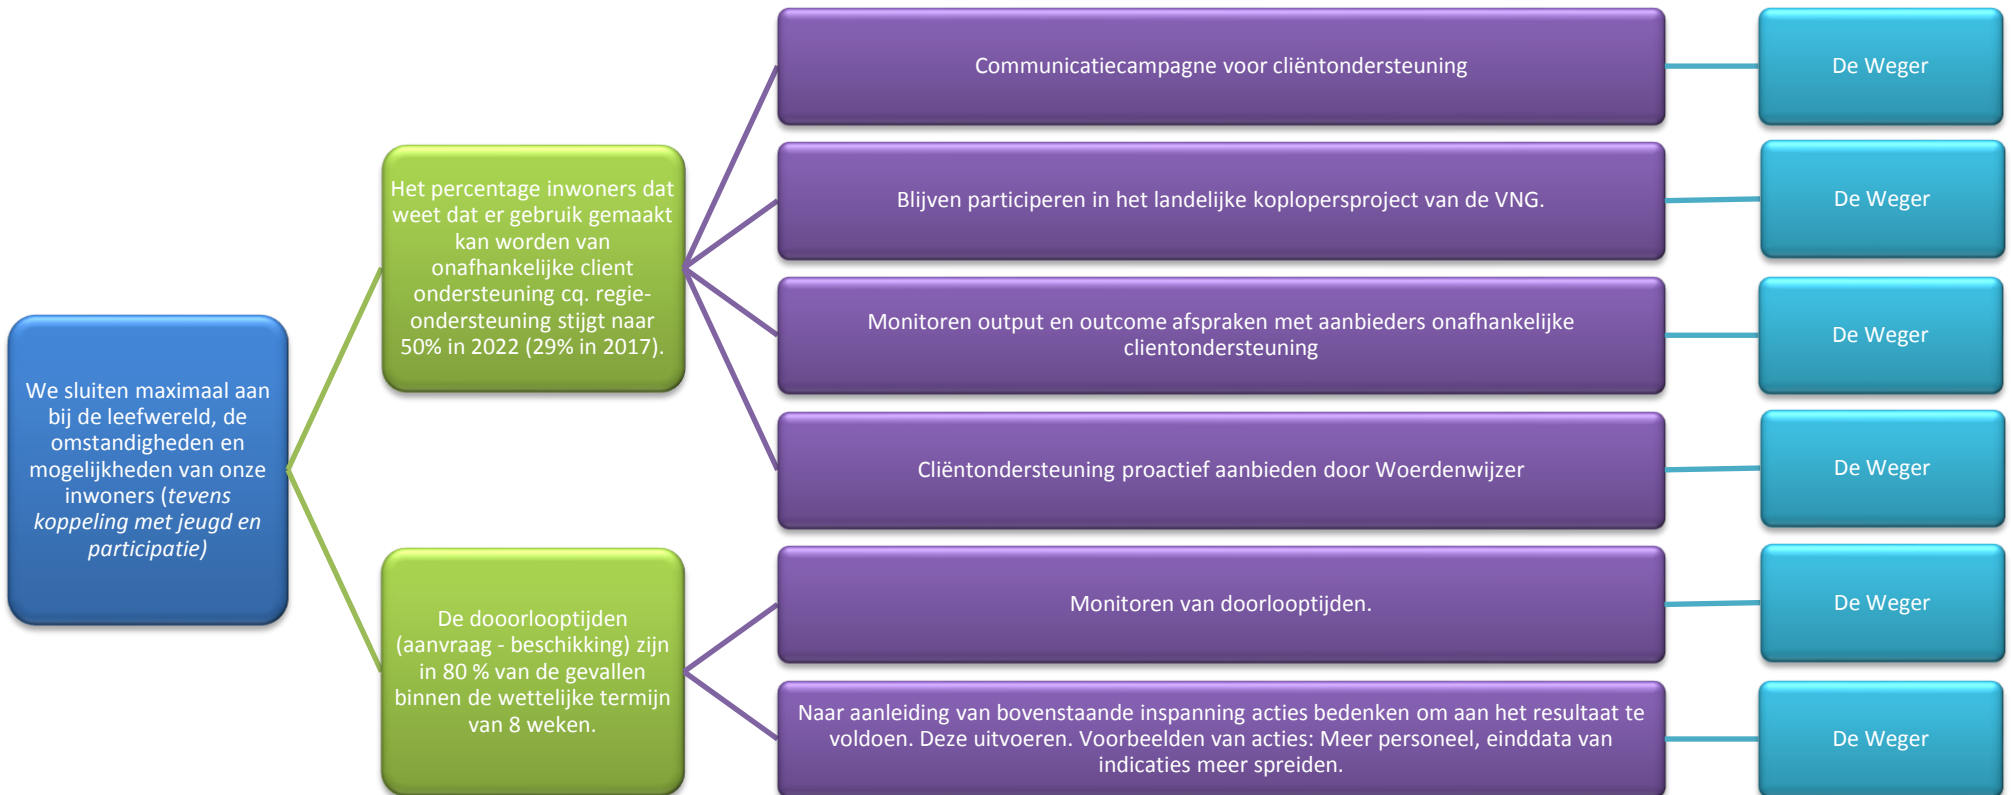 We sluiten maximaal aan
bij de leefwereld, de
omstandigheden en
mogelijkheden van onze
inwoners (tevens
koppeling met jeugd en
participatie)
Het percentage inwoners dat
weet dat er gebruik gemaakt
kan worden van
onafhankelijke client
ondersteuning cq. regie-
ondersteuning stijgt naar
50% in 2022 (29% in 2017).
Communicatiecampagne voor cliëntondersteuning
De Weger
Blijven participeren in het landelijke koplopersproject van de VNG.
De Weger
Monitoren output en outcome afspraken met aanbieders onafhankelijke
clientondersteuning
De Weger
Cliëntondersteuning proactief aanbieden door Woerdenwijzer
De Weger
De dooorlooptijden
(aanvraag - beschikking) zijn
in 80 % van de gevallen
binnen de wettelijke termijn
van 8 weken.
Monitoren van doorlooptijden.
De Weger
Naar aanleiding van bovenstaande inspanning acties bedenken om aan het resultaat te
voldoen. Deze uitvoeren. Voorbeelden van acties: Meer personeel, einddata van
indicaties meer spreiden.
De Weger